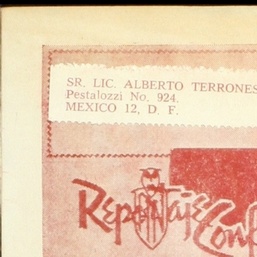 SR. LIC. ALBERTO TERRONES
Pestalozzi No. 924.
MEXICO 12, D. F.
Reportaje